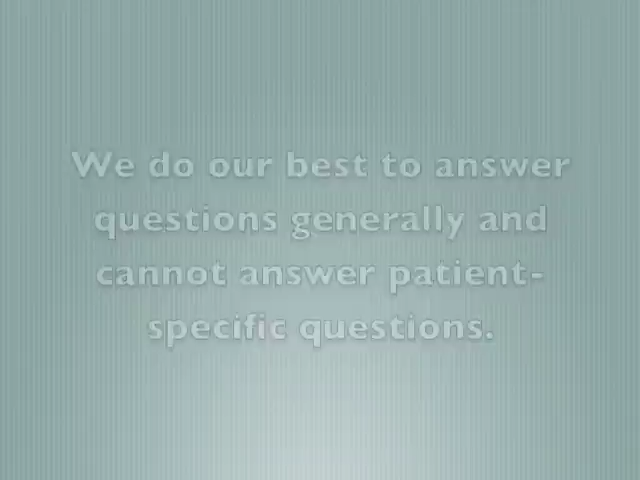 We do our best to answer
questions generally and
cannot answer patient-
specific questions.